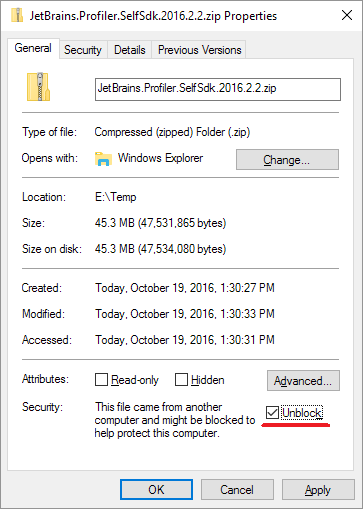 JetBrains.Profiler.SelfSdk.2016.2.2.zip Properties
General Security Details Previous Versions
JetBrains.Profiler.SelfSdk.2016.2.2.zip
Type of file: Compressed (zipped) Folder (.zip)
Opens with: Windows Explorer Change...
Location: E:\Temp
Size: 45.3 MB (47,531,865 bytes)
Size on disk: 45.3 MB (47,534,080 bytes)
Created: Today, October 19, 2016, 1:30:27 PM
Modified: Today, October 19, 2016, 1:30:33 PM
Accessed: Today, October 19, 2016, 1:30:31 PM
Attributes: Read-only Hidden Advanced...
Security: This file came from another Unblock
computer and might be blocked to
help protect this computer.
OK Cancel Apply